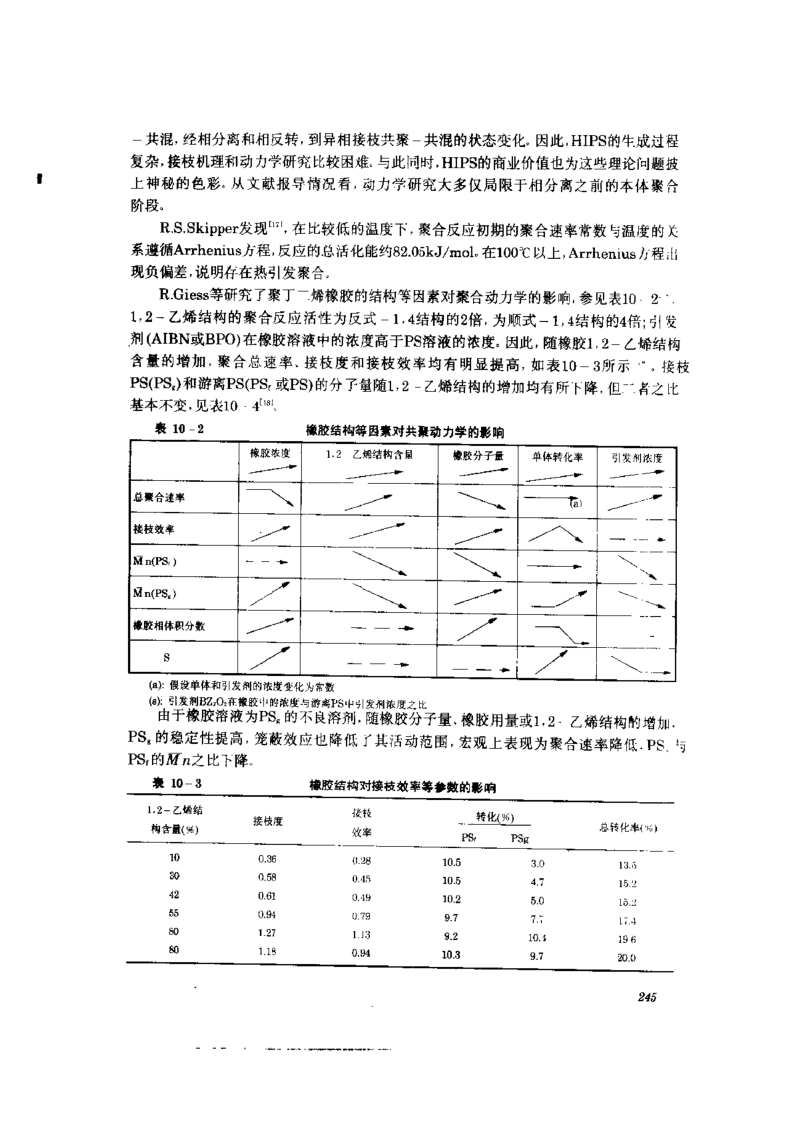 －共混，经相分离和相反转，到异相接枝共聚－共混的状态变化。因此，HIPS的生成过程
复杂，接枝机理和动力学研究比较困难．与此同时，HIPS的商业价值也为这些理论问题披
上神秘的色彩。从文献报导情况看，动力学研究大多仅局限于相分离之前的本体聚合
阶段。
R.S.Skipper发现[17]，在比较低的温度下，聚合反应初期的聚合速率常数与温度的关
系遵循Arrhenius方程，反应的总活化能约82.05kJ/mol。在100℃以上，Arrhenius方程出
现负偏差，说明存在热引发聚合。
R.Giess等研究了聚丁二烯橡胶的结构等因素对聚合动力学的影响，参见表10－2
1,2－乙烯结构的聚合反应活性为反式－1,4结构的2倍，为顺式－1,4结构的4倍；引发
剂(AIBN或BPO)在橡胶溶液中的浓度高于PS溶液的浓度。因此，随橡胶1,2－乙烯结构
含量的增加，聚合总速率、接枝度和接枝效率均有明显提高，如表10－3所示。接枝
PS(PSg)和游离PS(PSf 或PS)的分子量随1,2－乙烯结构的增加均有所下降，但二者之比
基本不变，见表10－4[18]。
表 10－2 橡胶结构等因素对共聚动力学的影响
橡胶浓度 1,2 乙烯结构含量 橡胶分子量 单体转化率 引发剂浓度
总聚合速率 (a)
接枝效率
M̄n(PSf)
M̄n(PSg)
橡胶相体积分数
S
(a)：假设单体和引发剂的浓度变化为常数
(s)：引发剂BZ₂O₂在橡胶中的浓度与游离PS中引发剂浓度之比
由于橡胶溶液为PSg 的不良溶剂，随橡胶分子量、橡胶用量或1,2－乙烯结构的增加，
PSg 的稳定性提高，笼蔽效应也降低了其活动范围，宏观上表现为聚合速率降低，PSg 与
PSf的M̄n之比下降。
表 10－3 橡胶结构对接枝效率等参数的影响
1,2－乙烯结 接枝度 接枝 转化(%) 总转化率(%)
构含量(%) 效率 PSf PSg
10 0.36 0.28 10.5 3.0 13.5
30 0.58 0.45 10.5 4.7 15.2
42 0.61 0.49 10.2 5.0 15.2
55 0.94 0.79 9.7 7.7 17.4
80 1.27 1.13 9.2 10.4 19.6
80 1.18 0.94 10.3 9.7 20.0
245